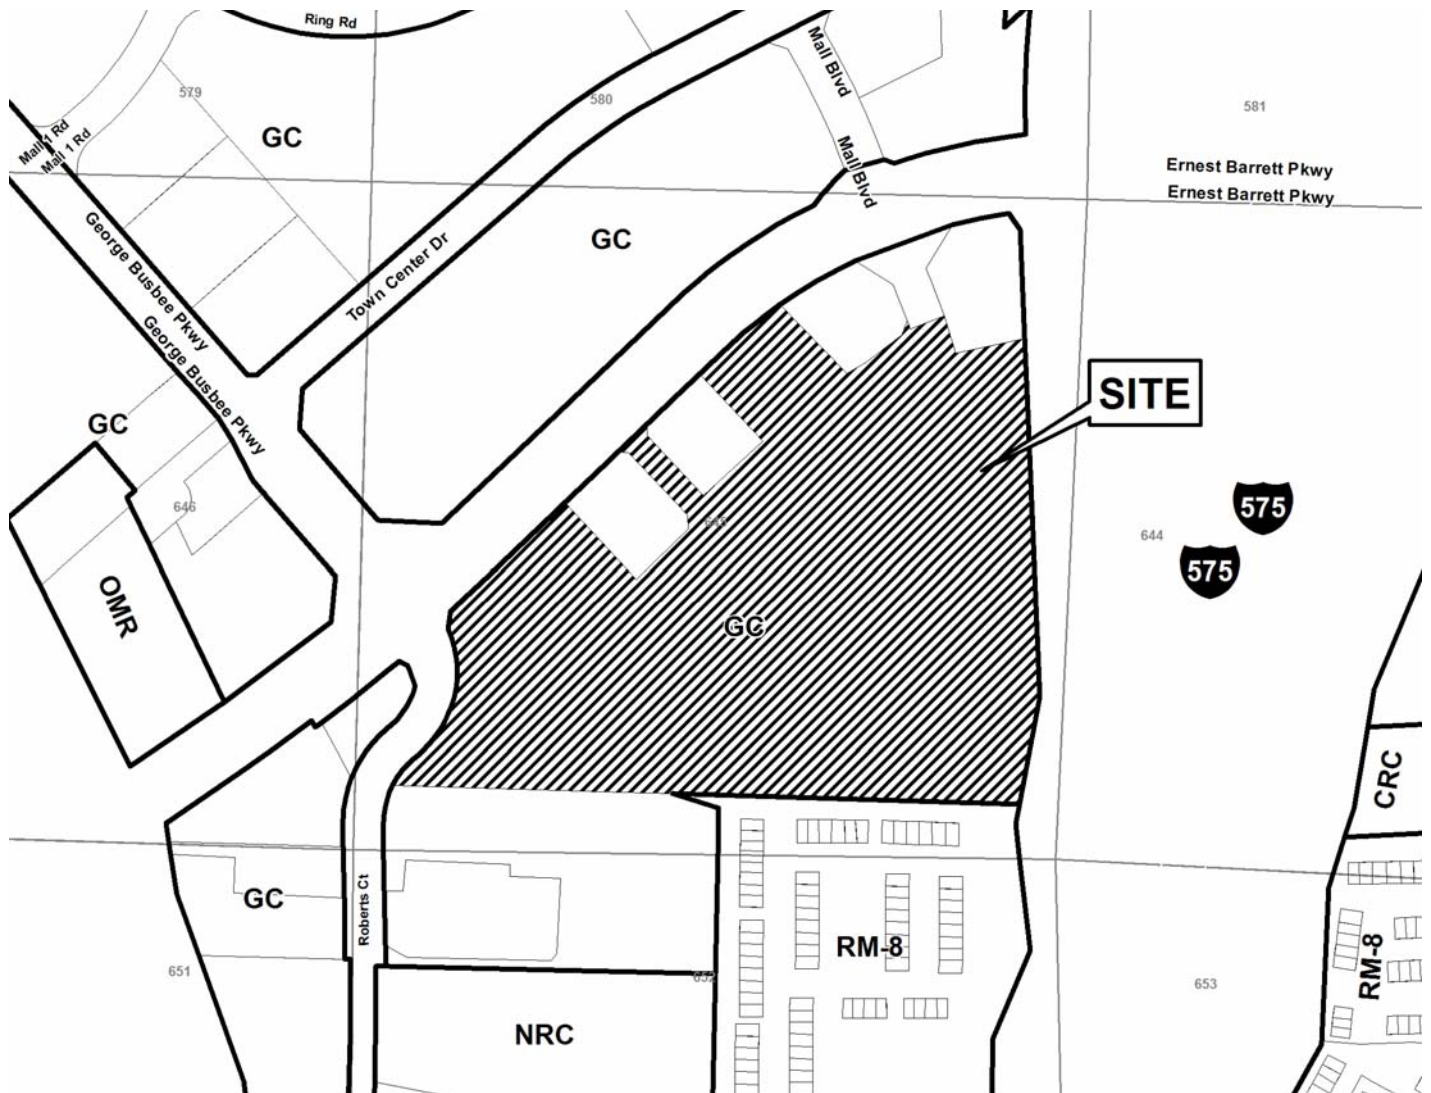 Ring Rd
Mall Blvd
579
580
581
Mall 1 Rd
Mall 1 Rd
GC
Mall Blvd
Ernest Barrett Pkwy
Ernest Barrett Pkwy
George Busbee Pkwy
GC
Town Center Dr
George Busbee Pkwy
SITE
GC
646
575
645
644
575
OMR
GC
CRC
GC
Roberts Ct
RM-8
RM-8
651
652
653
NRC